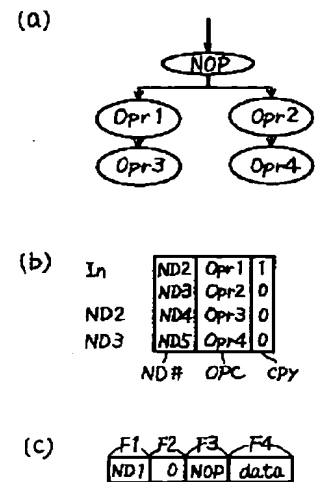 (a)
NOP
Opr1 Opr2
Opr3 Opr4
(b) In ND2 Opr1 1
ND3 Opr2 0
ND2 ND4 Opr3 0
ND3 ND5 Opr4 0
ND# OPC CPY
(c) F1 F2 F3 F4
ND1 0 NOP data